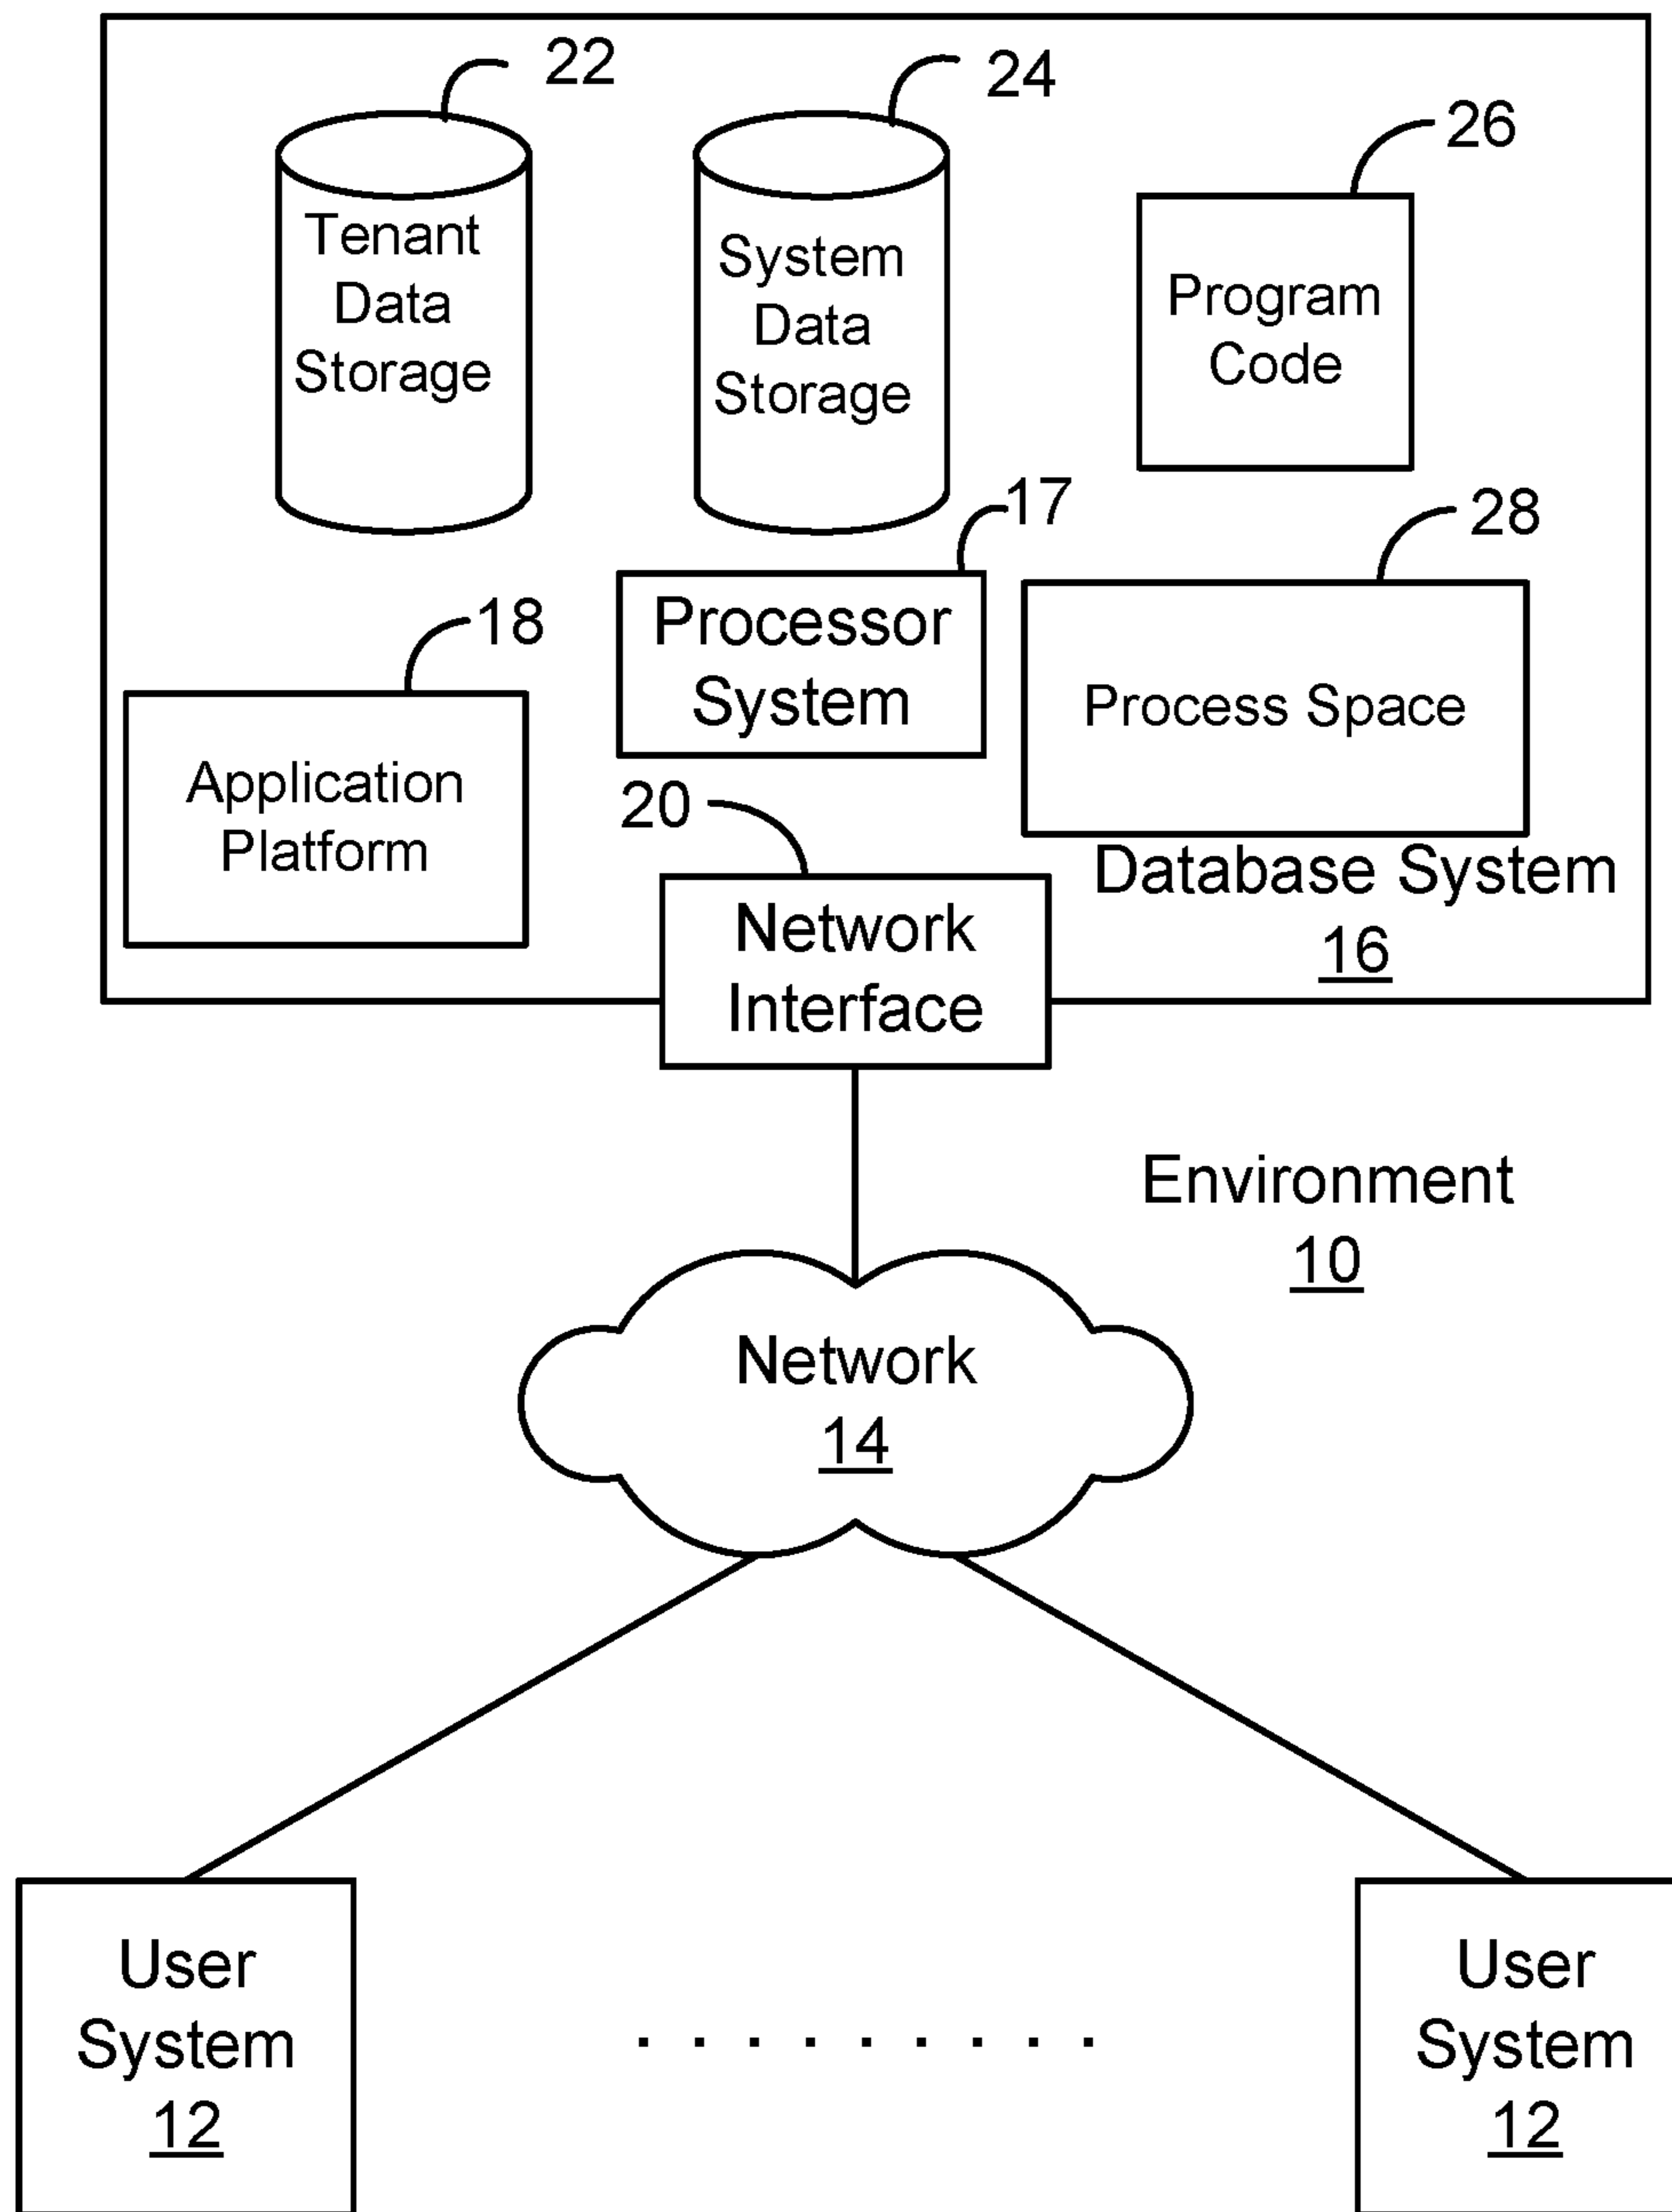 22
24
26
Tenant
Data
Storage
System
Data
Storage
Program
Code
17
28
18
Processor
System
Process Space
Application
Platform
20
Database System
16
Network
Interface
Environment
10
Network
14
User
System
12
. . . . . . . . .
User
System
12